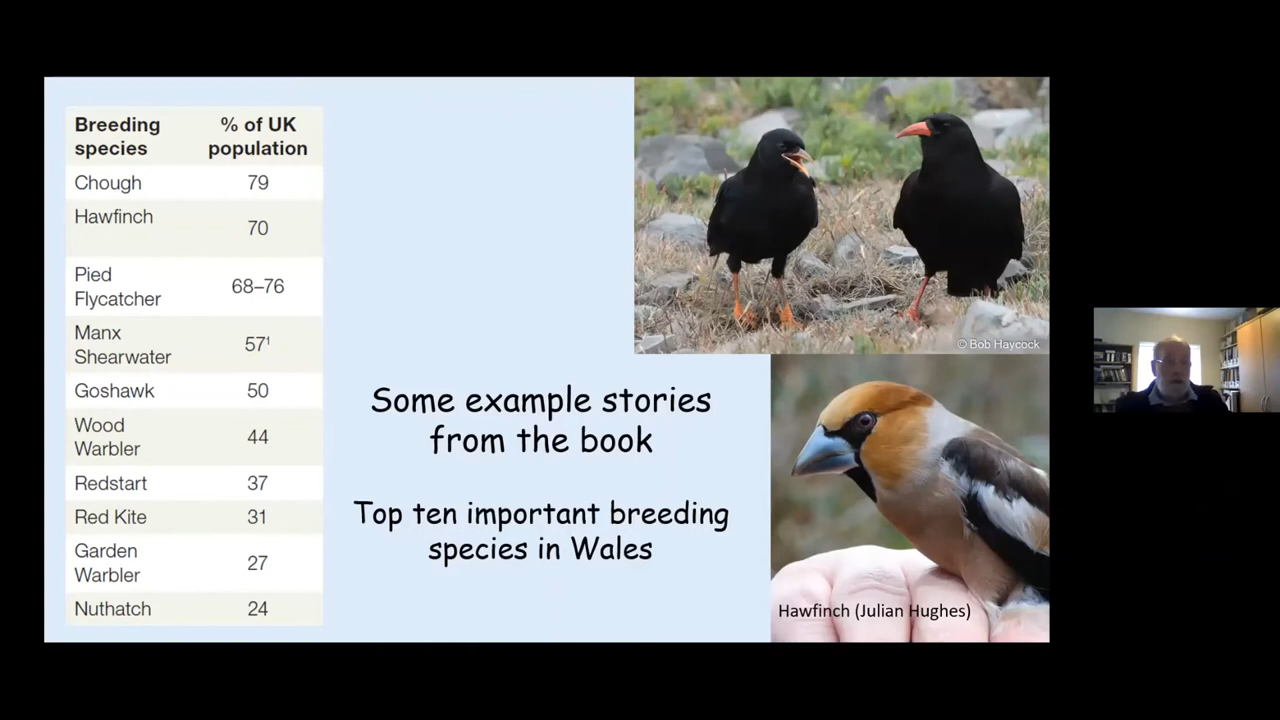 Breeding species % of UK population
Chough 79
Hawfinch 70
Pied Flycatcher 68–76
Manx Shearwater 57¹
Goshawk 50
Wood Warbler 44
Redstart 37
Red Kite 31
Garden Warbler 27
Nuthatch 24
Some example stories
from the book
Top ten important breeding
species in Wales
© Bob Haycock
Hawfinch (Julian Hughes)